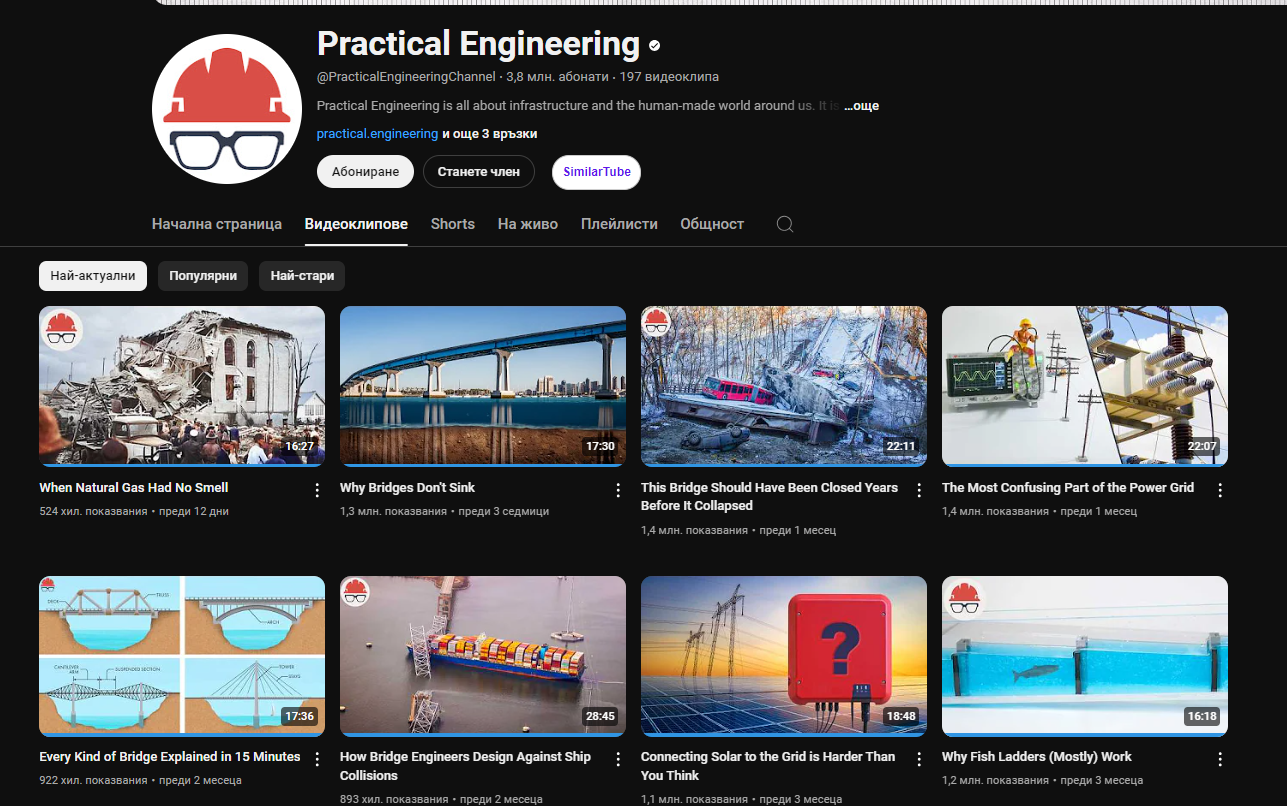 Practical Engineering
@PracticalEngineeringChannel · 3,8 млн. абонати · 197 видеоклипа
Practical Engineering is all about infrastructure and the human-made world around us. It is ...още
practical.engineering и още 3 връзки
Абониране Станете член SimilarTube
Начална страница Видеоклипове Shorts На живо Плейлисти Общност
Най-актуални Популярни Най-стари
16:27 17:30 22:11 22:07
When Natural Gas Had No Smell
524 хил. показвания • преди 12 дни
Why Bridges Don't Sink
1,3 млн. показвания • преди 3 седмици
This Bridge Should Have Been Closed Years
Before It Collapsed
1,4 млн. показвания • преди 1 месец
The Most Confusing Part of the Power Grid
1,4 млн. показвания • преди 1 месец
DECK TRUSS
ARCH
CANTILEVER
ARM
SUSPENDED SECTION
TOWER
STAYS
17:36 28:45 ? 18:48 16:18
Every Kind of Bridge Explained in 15 Minutes
922 хил. показвания • преди 2 месеца
How Bridge Engineers Design Against Ship
Collisions
893 хил. показвания • преди 2 месеца
Connecting Solar to the Grid is Harder Than
You Think
1,1 млн. показвания • преди 3 месеца
Why Fish Ladders (Mostly) Work
1,2 млн. показвания • преди 3 месеца